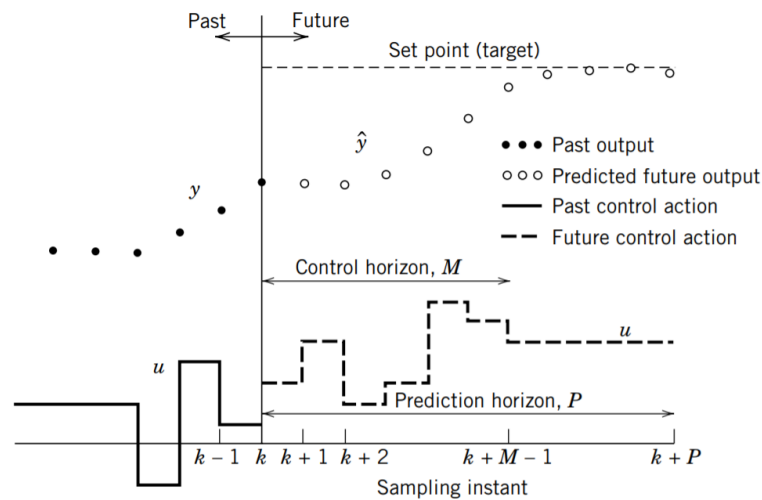 Past Future
Set point (target)
ŷ
y
Past output
Predicted future output
Past control action
Future control action
Control horizon, M
u
u
Prediction horizon, P
k – 1 k k + 1 k + 2 k + M – 1 k + P
Sampling instant